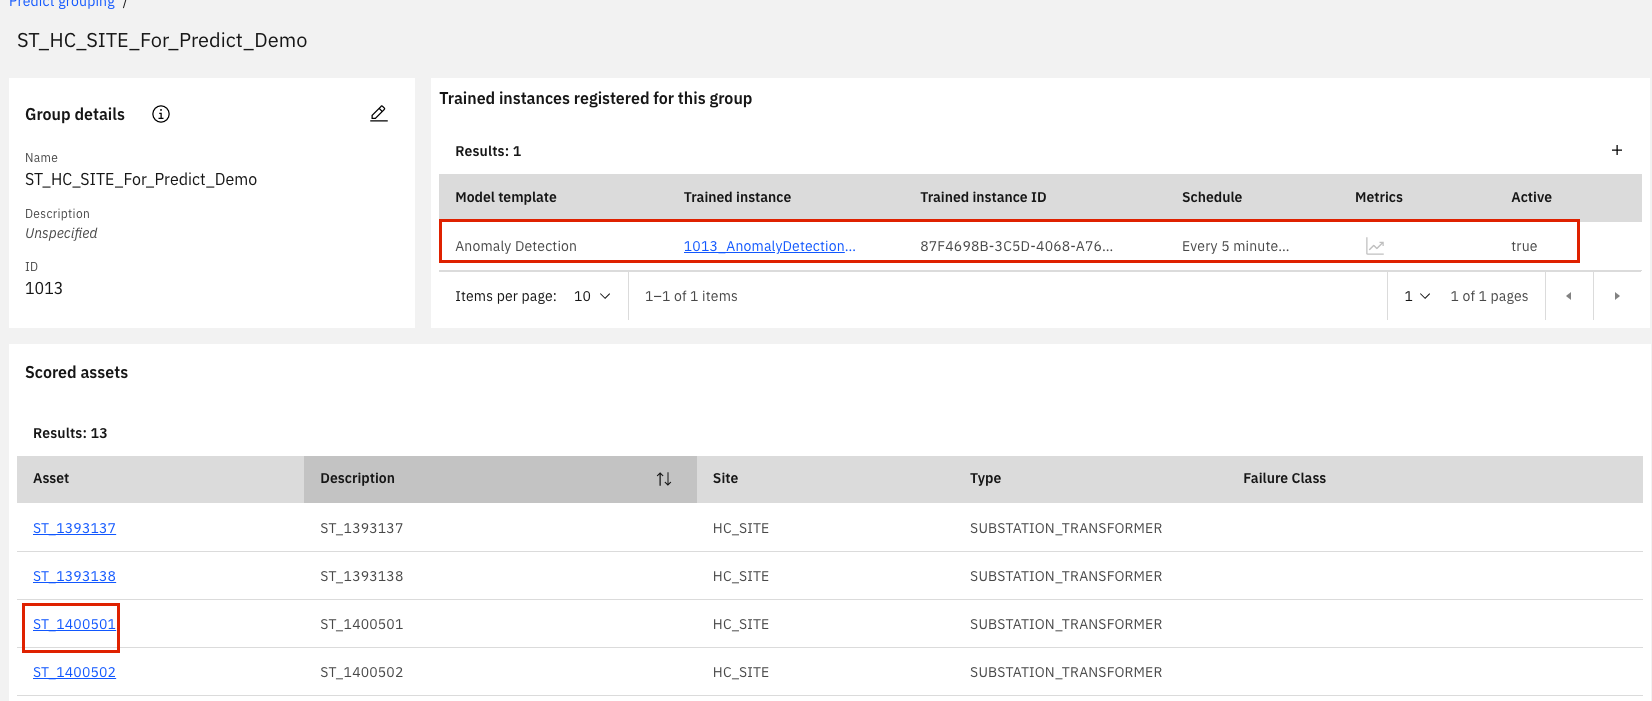 Predict grouping /
ST_HC_SITE_For_Predict_Demo
Group details
Name
ST_HC_SITE_For_Predict_Demo
Description
Unspecified
ID
1013
Trained instances registered for this group
Results: 1
Model template Trained instance Trained instance ID Schedule Metrics Active
Anomaly Detection 1013_AnomalyDetection... 87F4698B-3C5D-4068-A76... Every 5 minute... true
Items per page: 10 1–1 of 1 items 1 1 of 1 pages
Scored assets
Results: 13
Asset Description Site Type Failure Class
ST_1393137 ST_1393137 HC_SITE SUBSTATION_TRANSFORMER
ST_1393138 ST_1393138 HC_SITE SUBSTATION_TRANSFORMER
ST_1400501 ST_1400501 HC_SITE SUBSTATION_TRANSFORMER
ST_1400502 ST_1400502 HC_SITE SUBSTATION_TRANSFORMER